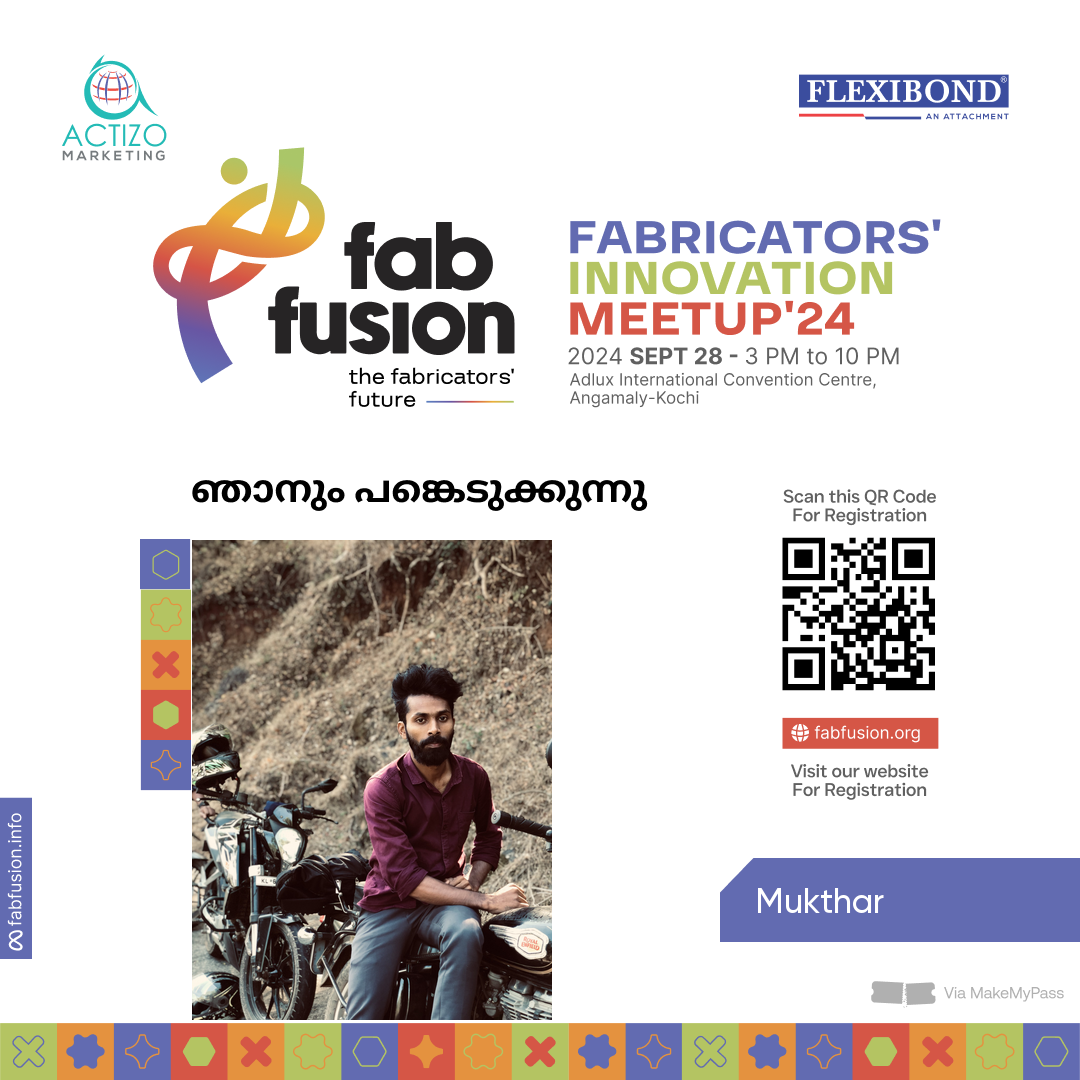 ACTIZO
MARKETING
FLEXIBOND®
AN ATTACHMENT
fab
fusion
the fabricators'
future
FABRICATORS'
INNOVATION
MEETUP'24
2024 SEPT 28 - 3 PM to 10 PM
Adlux International Convention Centre,
Angamaly-Kochi
ഞാനും പങ്കെടുക്കുന്നു
Scan this QR Code
For Registration
fabfusion.org
Visit our website
For Registration
fabfusion.info
Mukthar
ROYAL
ENFIELD
Via MakeMyPass